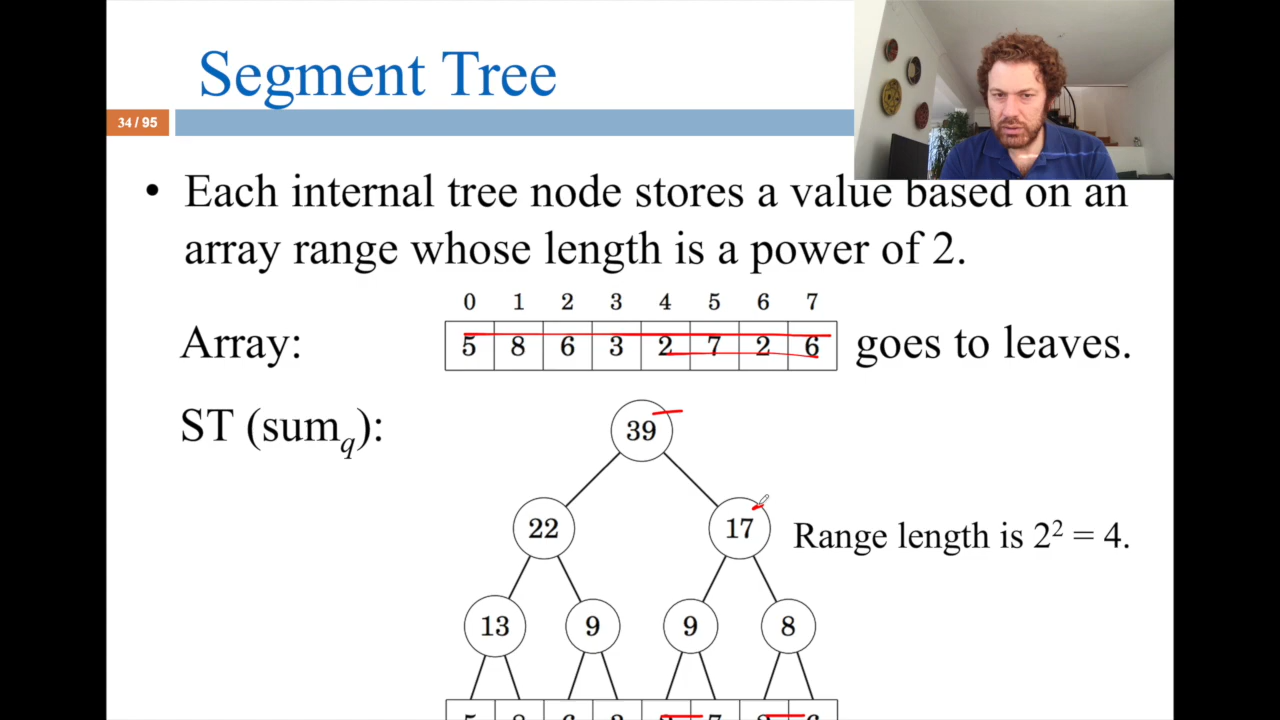 Segment Tree
34 / 95
• Each internal tree node stores a value based on an
array range whose length is a power of 2.
0 1 2 3 4 5 6 7
Array: 5 8 6 3 2 7 2 6 goes to leaves.
ST (sumq):
39
22 17 Range length is 2² = 4.
13 9 9 8
5 8 6 3 2 7 2 6